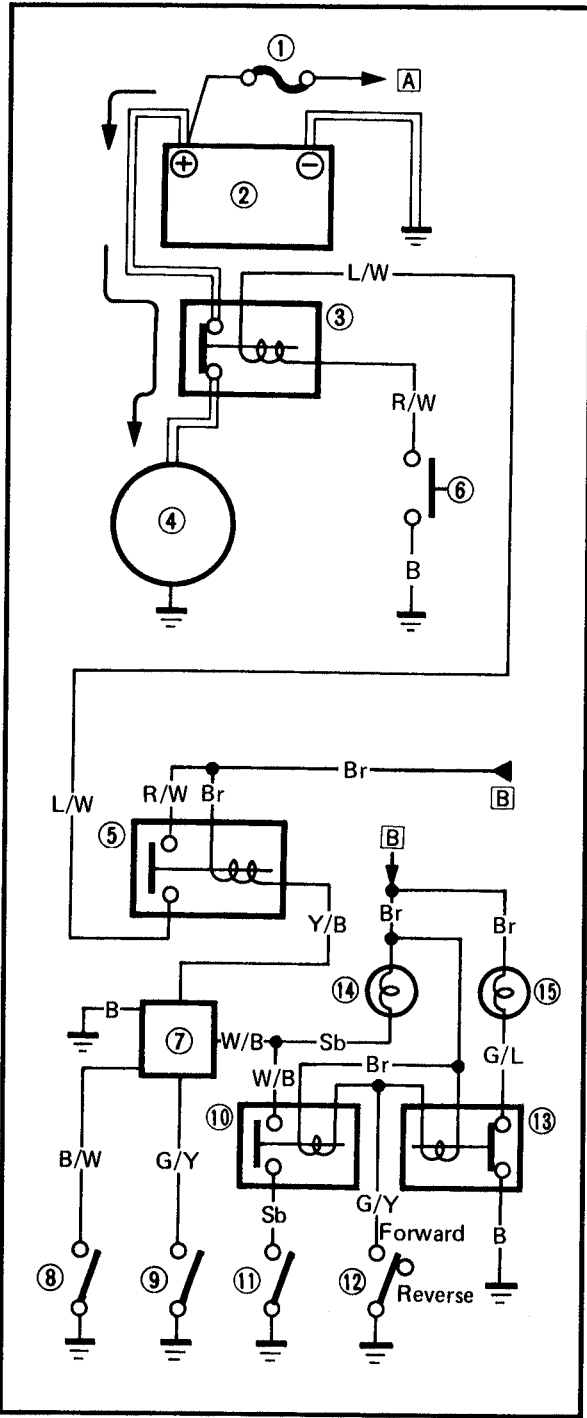 ①
A
+
−
②
L/W
③
R/W
⑥
④
B
Br
R/W
Br
B
L/W
⑤
B
Y/B
Br
Br
⑭
⑮
B
⑦
W/B
Sb
G/L
W/B
Br
⑩
⑬
B/W
G/Y
G/Y
Sb
Forward
B
⑧
⑨
⑪
⑫
Reverse